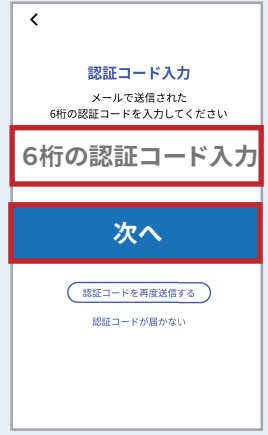 認証コード入力
メールで送信された
6桁の認証コードを入力してください
6桁の認証コード入力
次へ
認証コードを再度送信する
認証コードが届かない